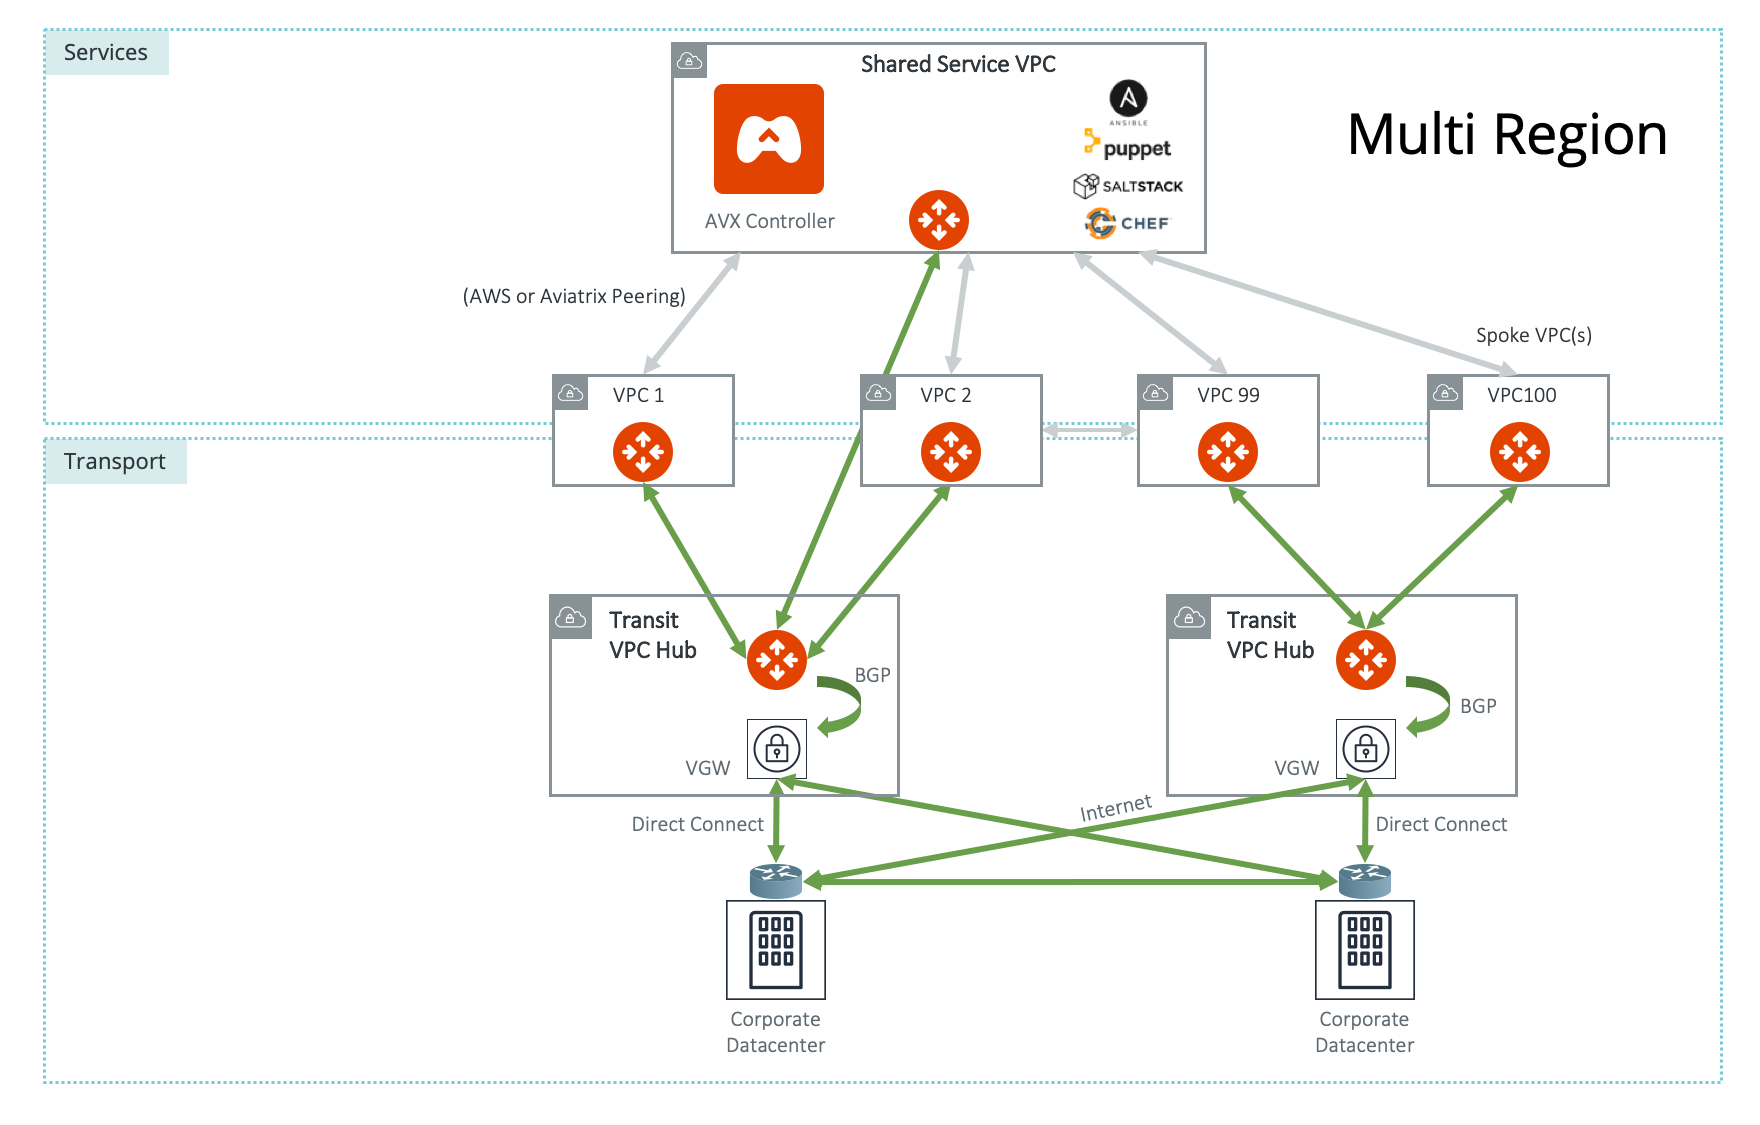 Services
Shared Service VPC
Multi Region
ANSIBLE
puppet
SALTSTACK
CHEF
AVX Controller
(AWS or Aviatrix Peering)
Spoke VPC(s)
VPC 1
VPC 2
VPC 99
VPC100
Transport
Transit
VPC Hub
BGP
VGW
Transit
VPC Hub
BGP
VGW
Internet
Direct Connect
Direct Connect
Corporate
Datacenter
Corporate
Datacenter